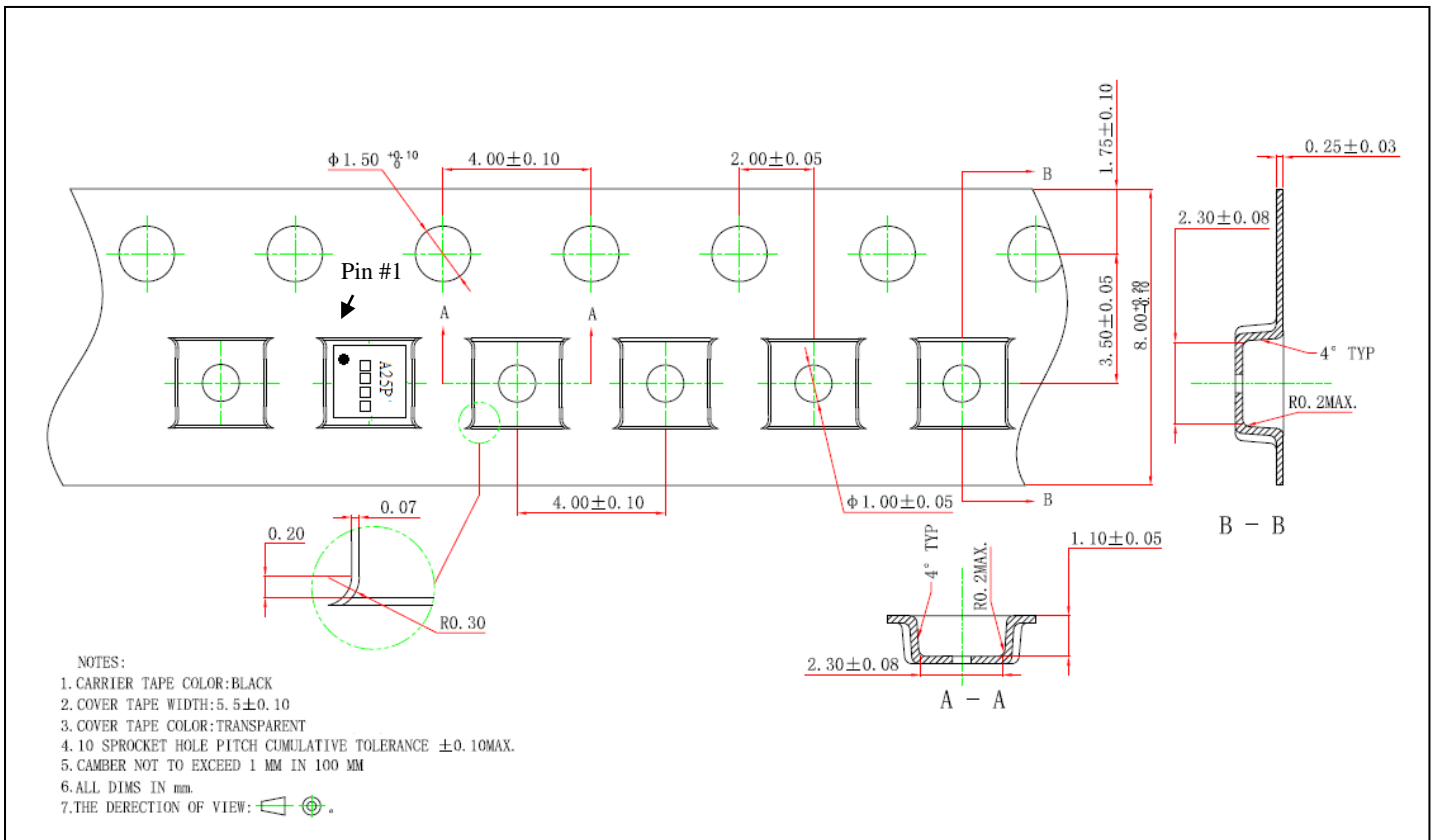 1.75±0.10
0.25±0.03
Φ1.50 +0.10 0
4.00±0.10
2.00±0.05
B
2.30±0.08
Pin #1
A
A
3.50±0.05
8.00
4° TYP
A25P
R0.2MAX.
4.00±0.10
Φ1.00±0.05
B
0.07
0.20
R0.30
B - B
4° TYP
R0.2MAX.
1.10±0.05
2.30±0.08
A - A
NOTES:
1. CARRIER TAPE COLOR:BLACK
2. COVER TAPE WIDTH:5.5±0.10
3. COVER TAPE COLOR:TRANSPARENT
4. 10 SPROCKET HOLE PITCH CUMULATIVE TOLERANCE ±0.10MAX.
5. CAMBER NOT TO EXCEED 1 MM IN 100 MM
6. ALL DIMS IN mm.
7. THE DERECTION OF VIEW: